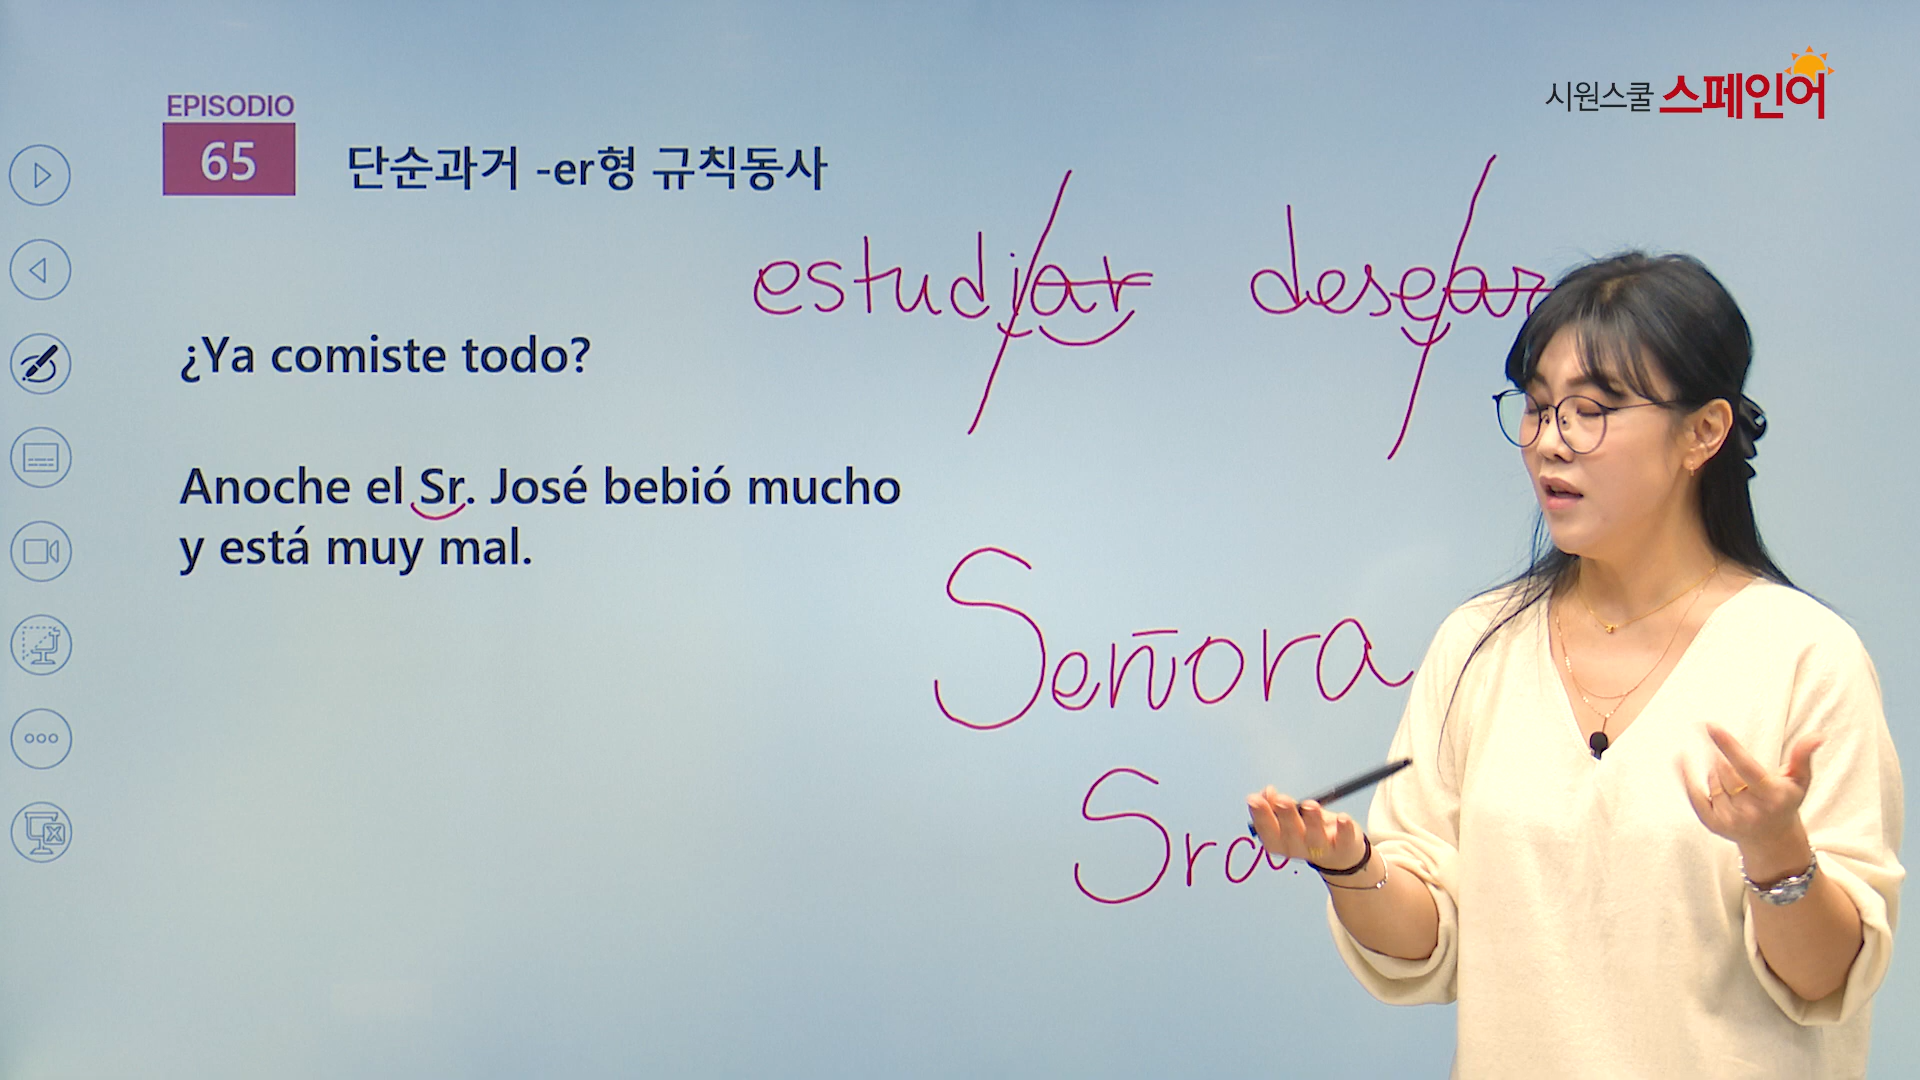 시원스쿨 스페인어
EPISODIO
65
단순과거 -er형 규칙동사
estudiar desear
¿Ya comiste todo?
Anoche el Sr. José bebió mucho
y está muy mal.
Señora
Sra.